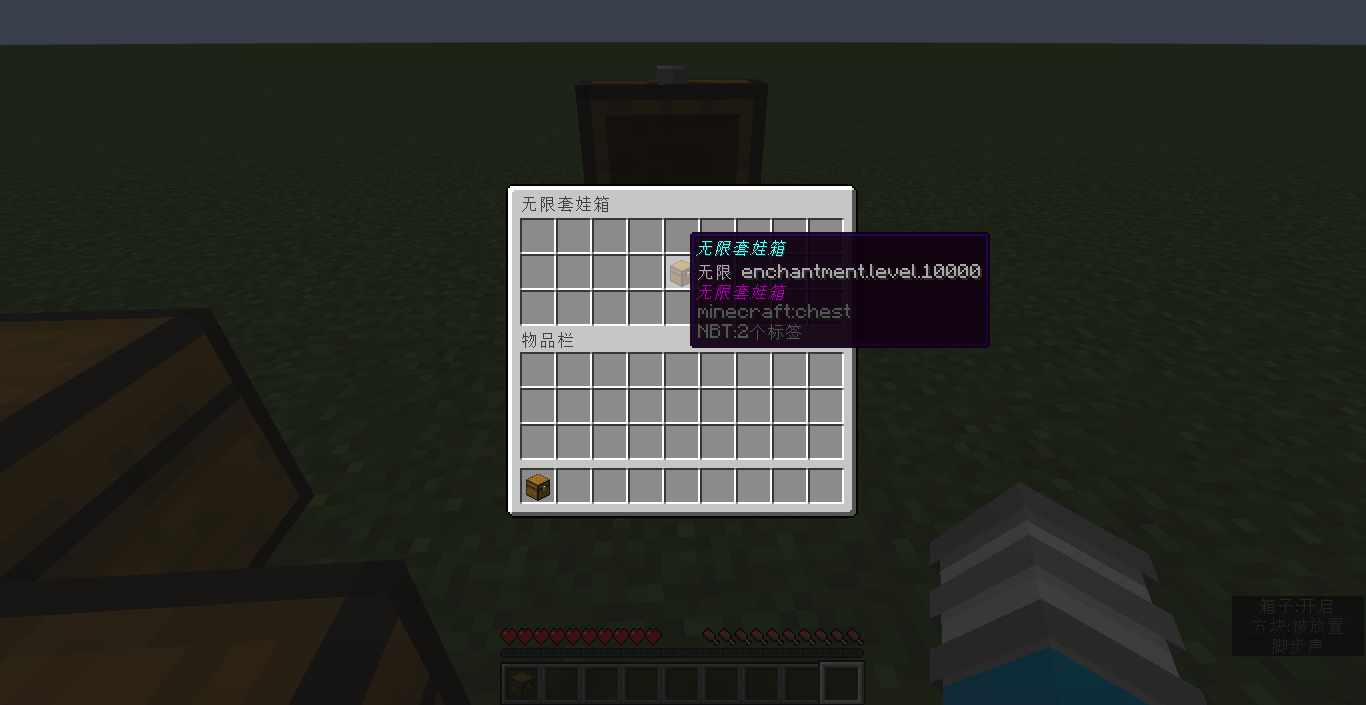 无限套娃箱
无限套娃箱
无限 enchantment.level.10000
无限套娃箱
minecraft:chest
NBT:2个标签
物品栏
箱子:开启
方块:被放置
脚步声